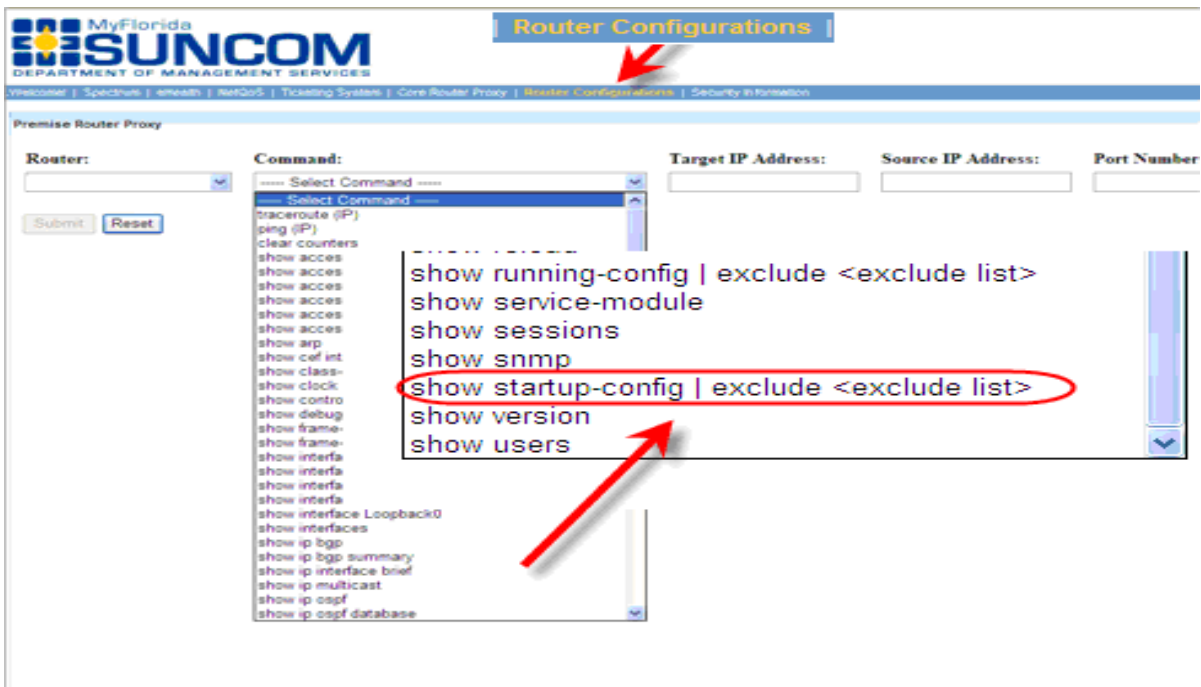 MyFlorida
SUNCOM
DEPARTMENT OF MANAGEMENT SERVICES
| Router Configurations |
Welcome! | Spectrum | eHealth | NetQoS | Ticketing System | Core Router Proxy | Router Configurations | Security Information
Premise Router Proxy
Router:
Command:
Target IP Address:
Source IP Address:
Port Number
----- Select Command -----
Submit
Reset
----- Select Command -----
traceroute (IP)
ping (IP)
clear counters
show acces
show acces
show acces
show acces
show acces
show acces
show arp
show cef int
show class-
show clock
show contro
show debug
show frame-
show frame-
show interfa
show interfa
show interfa
show interfa
show interface Loopback0
show interfaces
show ip bgp
show ip bgp summary
show ip interface brief
show ip multicast
show ip ospf
show ip ospf database
show reload
show running-config | exclude <exclude list>
show service-module
show sessions
show snmp
show startup-config | exclude <exclude list>
show version
show users